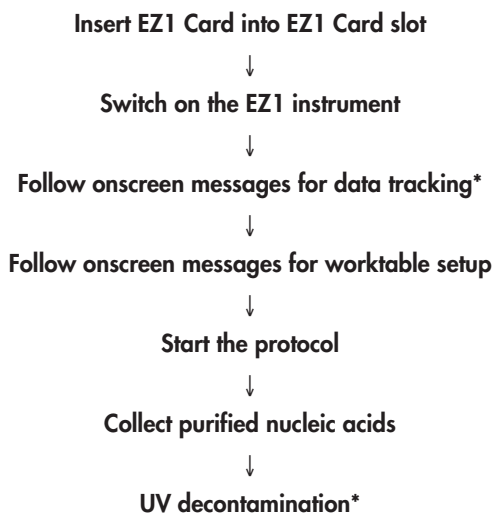 Insert EZ1 Card into EZ1 Card slot
↓
Switch on the EZ1 instrument
↓
Follow onscreen messages for data tracking*
↓
Follow onscreen messages for worktable setup
↓
Start the protocol
↓
Collect purified nucleic acids
↓
UV decontamination*